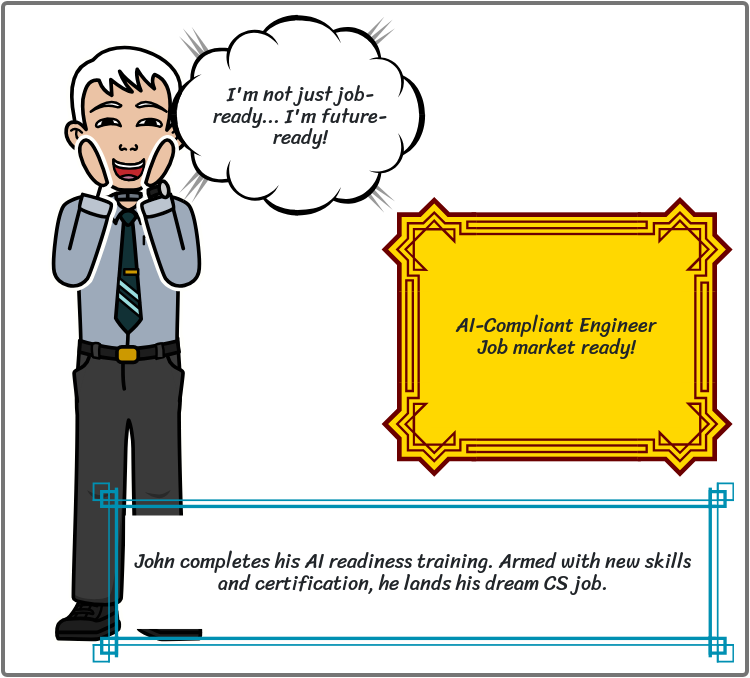 I'm not just job-
ready... I'm future-
ready!
AI-Compliant Engineer
Job market ready!
John completes his AI readiness training. Armed with new skills
and certification, he lands his dream CS job.